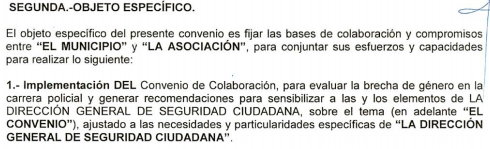 SEGUNDA.-OBJETO ESPECÍFICO.
El objeto específico del presente convenio es fijar las bases de colaboración y compromisos
entre “EL MUNICIPIO” y “LA ASOCIACIÓN”, para conjuntar sus esfuerzos y capacidades
para realizar lo siguiente:
1.- Implementación DEL Convenio de Colaboración, para evaluar la brecha de género en la
carrera policial y generar recomendaciones para sensibilizar a las y los elementos de LA
DIRECCIÓN GENERAL DE SEGURIDAD CIUDADANA, sobre el tema (en adelante “EL
CONVENIO”), ajustado a las necesidades y particularidades específicas de “LA DIRECCIÓN
GENERAL DE SEGURIDAD CIUDADANA”.